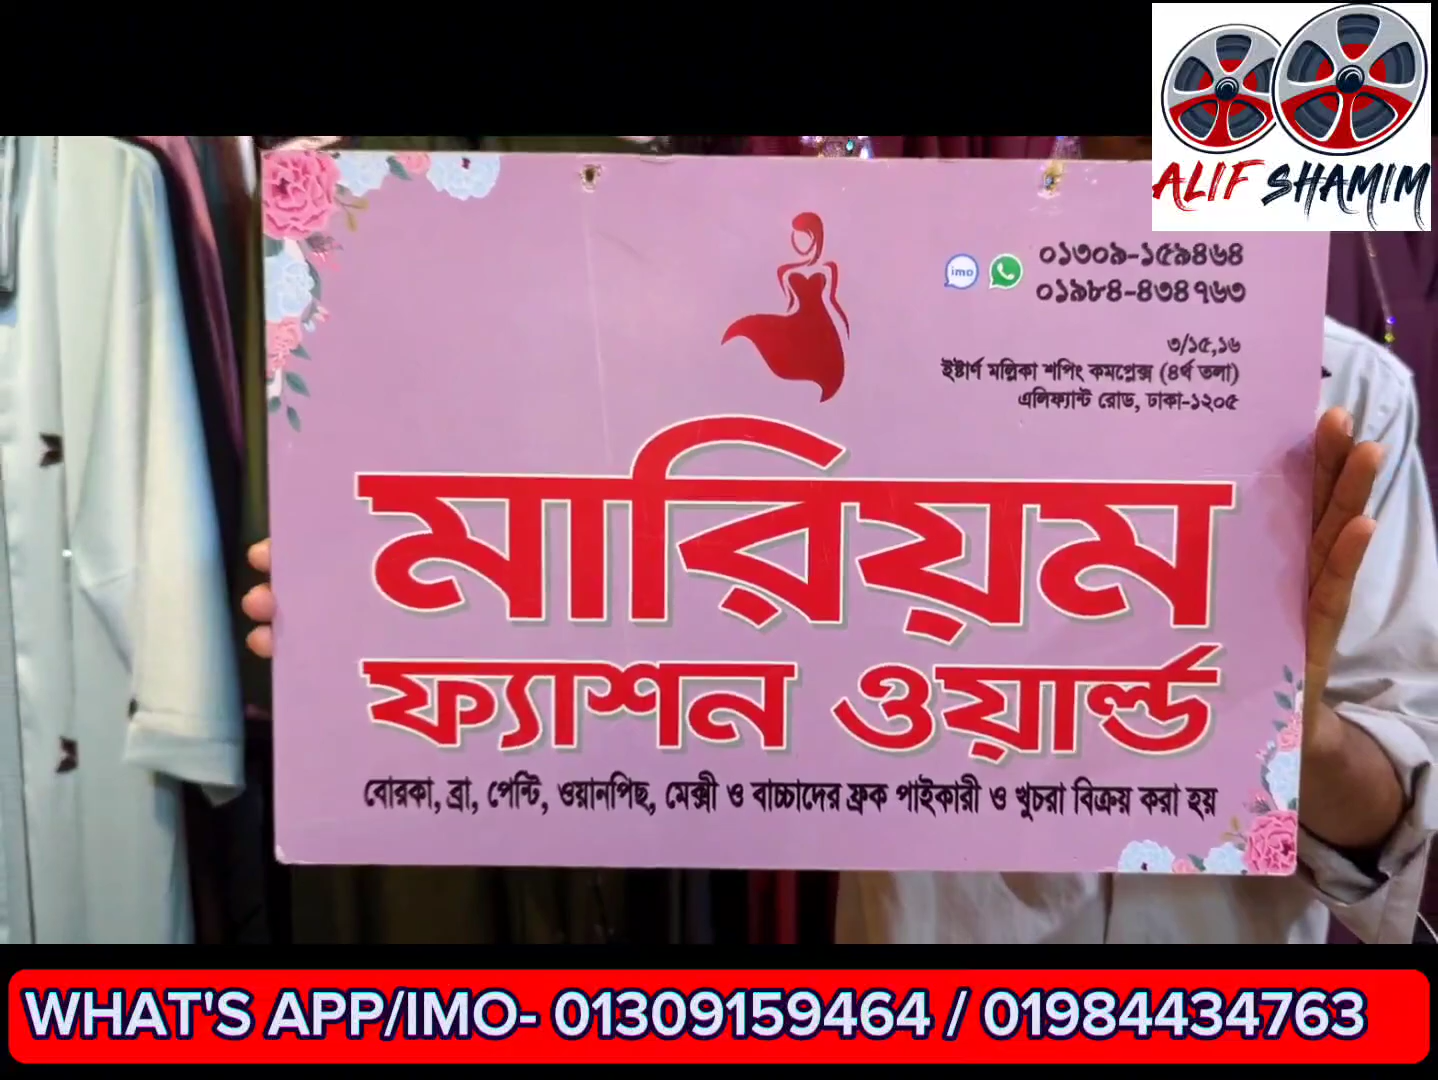 ALIF SHAMIM
imo
০১৩০৯-১৫৯৪৬৪
০১৯৮৪-৪৩৪৭৬৩
৩/১৫,১৬
ইষ্টার্ণ মল্লিকা শপিং কমপ্লেক্স (৪র্থ তলা)
এলিফ্যান্ট রোড, ঢাকা-১২০৫
মারিয়ম
ফ্যাশন ওয়ার্ল্ড
বোরকা, ব্রা, পেন্টি, ওয়ানপিছ, মেক্সী ও বাচ্চাদের ফ্রক পাইকারী ও খুচরা বিক্রয় করা হয়
WHAT'S APP/IMO- 01309159464 / 01984434763